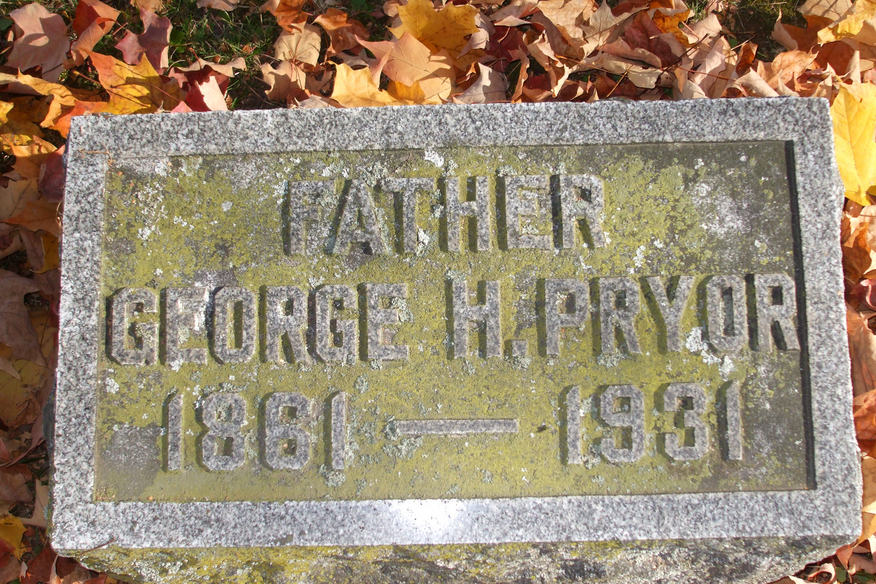 FATHER
GEORGE H. PRYOR
1861 — 1931